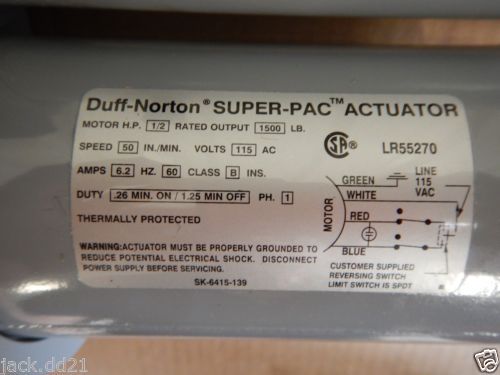 Duff-Norton® SUPER-PAC™ ACTUATOR
MOTOR H.P. 1/2 RATED OUTPUT 1500 LB.
SPEED 50 IN./MIN. VOLTS 115 AC
SA® LR55270
AMPS 6.2 HZ. 60 CLASS B INS.
DUTY .26 MIN. ON / 1.25 MIN OFF PH. 1
THERMALLY PROTECTED
WARNING: ACTUATOR MUST BE PROPERLY GROUNDED TO
REDUCE POTENTIAL ELECTRICAL SHOCK. DISCONNECT
POWER SUPPLY BEFORE SERVICING.
SK-6415-139
MOTOR
GREEN
WHITE
RED
BLUE
LINE
115
VAC
CUSTOMER SUPPLIED
REVERSING SWITCH
LIMIT SWITCH IS SPDT
jack.dd21